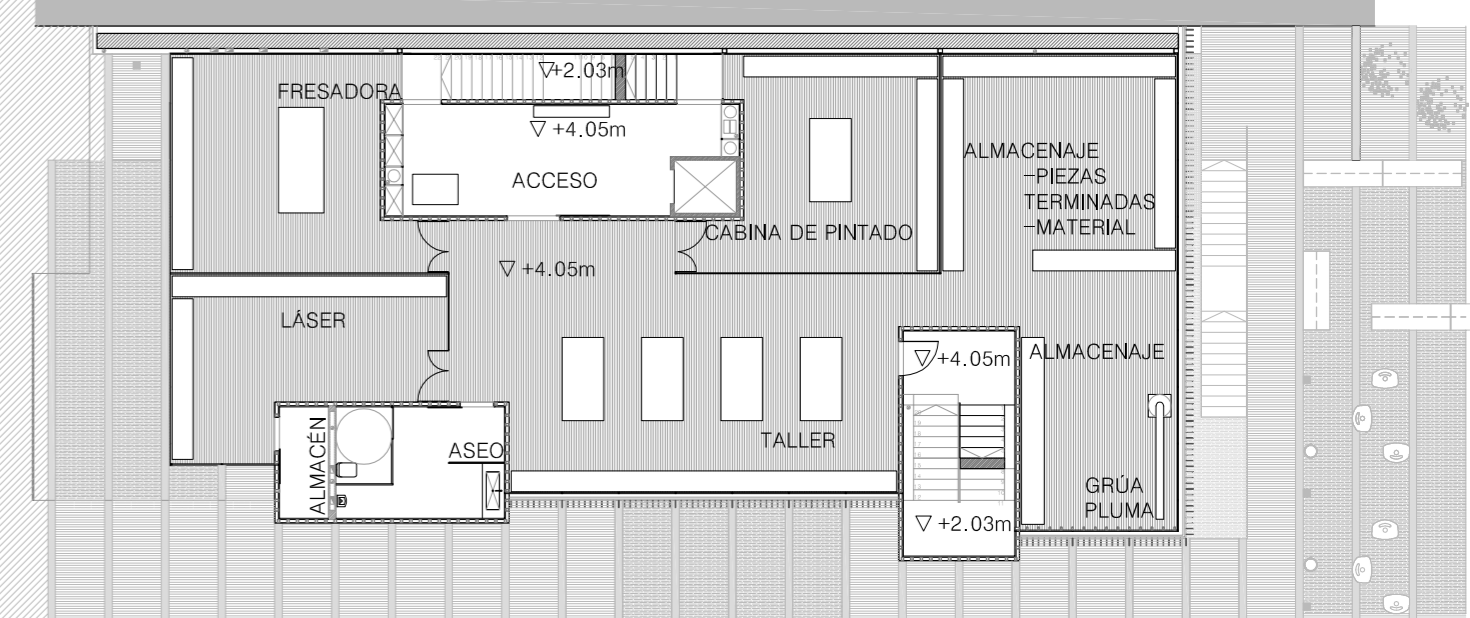 ▽+2.03m
FRESADORA
▽ +4.05m
ACCESO
ALMACENAJE
-PIEZAS
TERMINADAS
-MATERIAL
CABINA DE PINTADO
▽ +4.05m
LÁSER
▽+4.05m
ALMACENAJE
TALLER
ALMACÉN
ASEO
GRÚA
PLUMA
▽ +2.03m